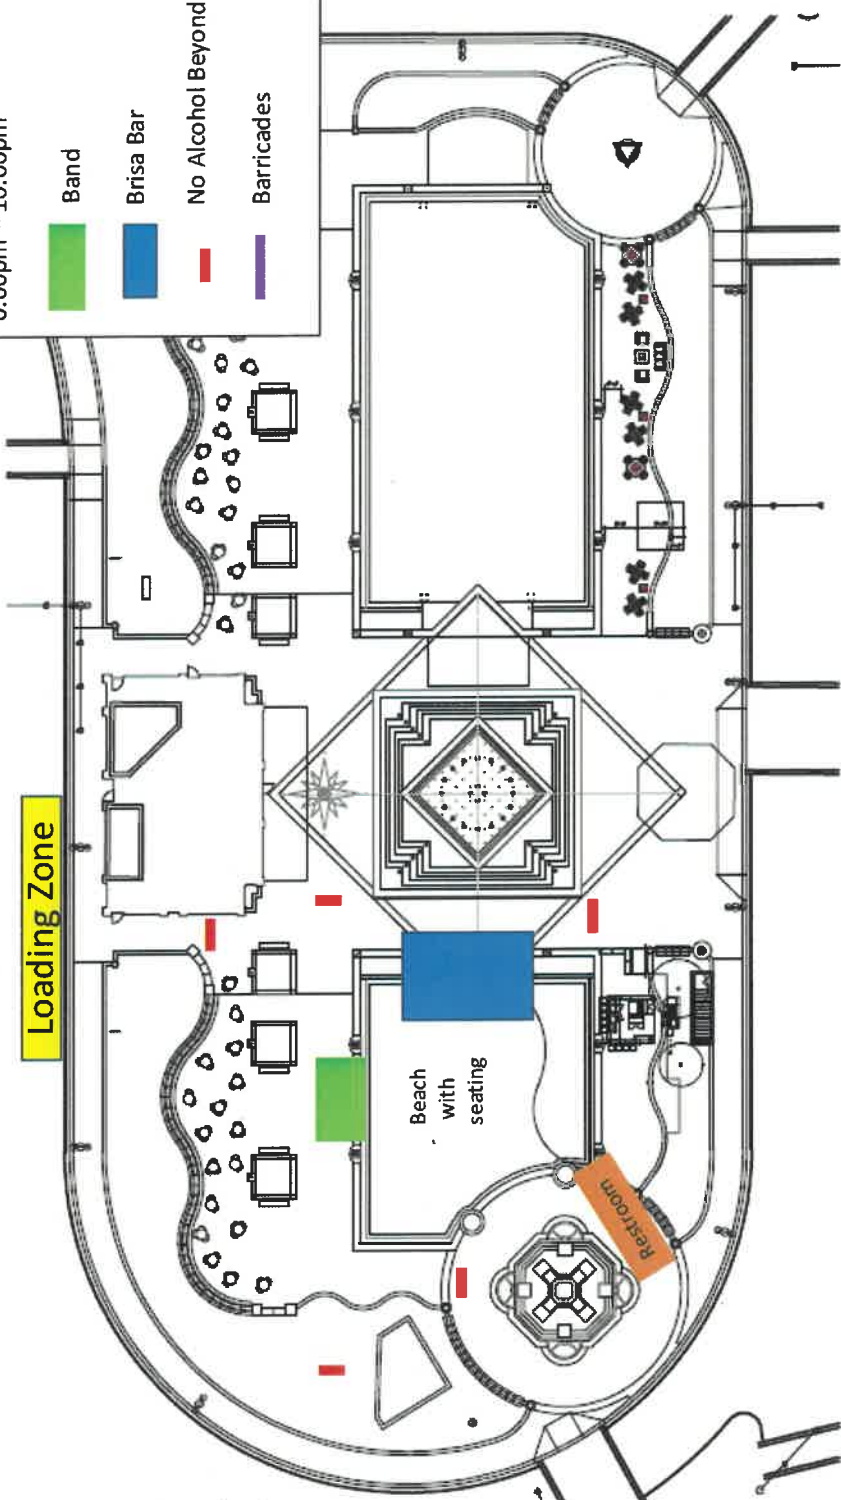 Band
Brisa Bar
No Alcohol Beyond
Barricades
Loading Zone
Beach
with
seating
Restroom